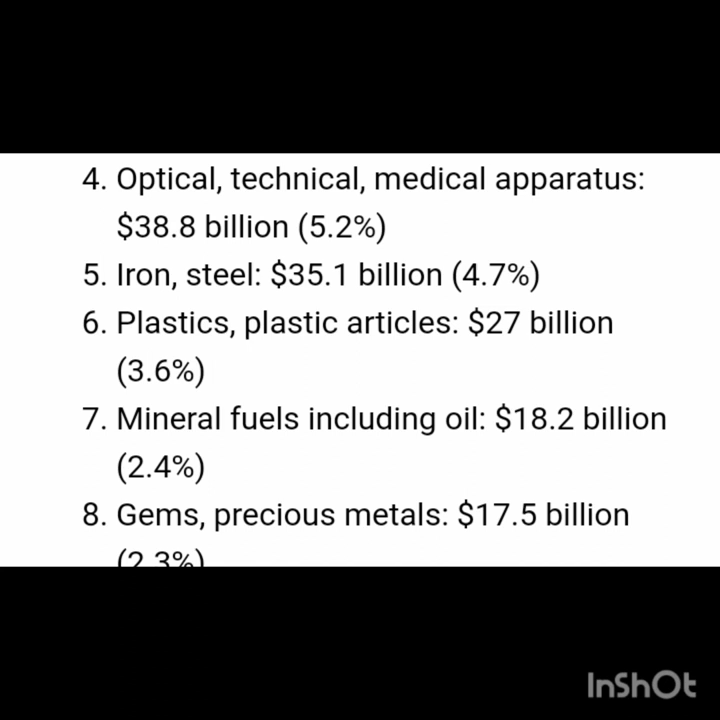 4. Optical, technical, medical apparatus:
$38.8 billion (5.2%)
5. Iron, steel: $35.1 billion (4.7%)
6. Plastics, plastic articles: $27 billion
(3.6%)
7. Mineral fuels including oil: $18.2 billion
(2.4%)
8. Gems, precious metals: $17.5 billion
(2.3%)
InShOt